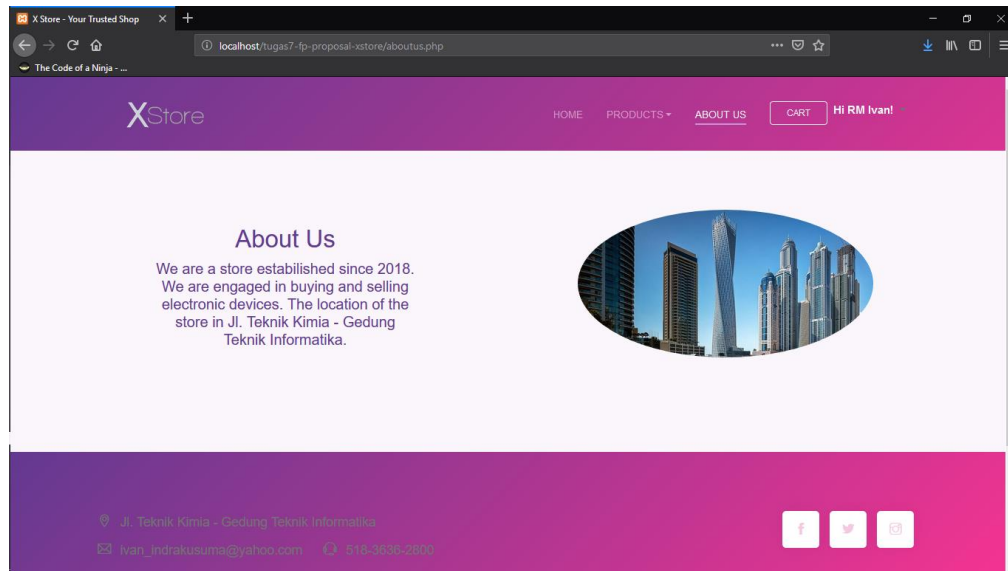 X Store - Your Trusted Shop
localhost/tugas7-fp-proposal-xstore/aboutus.php
The Code of a Ninja - ...
XStore
HOME PRODUCTS ABOUT US CART Hi RM Ivan!
About Us
We are a store estabilished since 2018.
We are engaged in buying and selling
electronic devices. The location of the
store in Jl. Teknik Kimia - Gedung
Teknik Informatika.
Jl. Teknik Kimia - Gedung Teknik Informatika
ivan_indrakusuma@yahoo.com 518-3636-2800